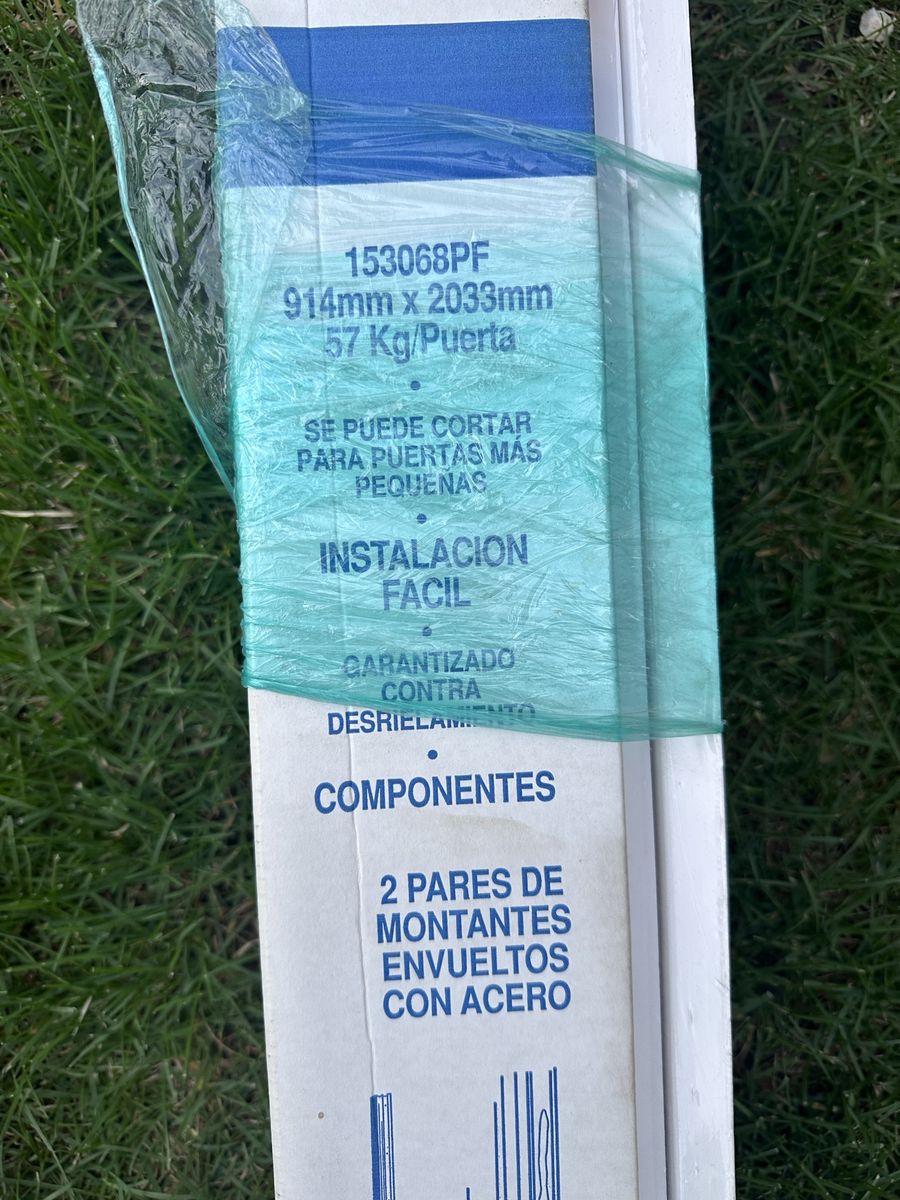 153068PF
914mm x 2033mm
57 Kg/Puerta
•
SE PUEDE CORTAR
PARA PUERTAS MÁS
PEQUEÑAS
•
INSTALACION
FACIL
•
GARANTIZADO
CONTRA
DESRIELAMIENTO
•
COMPONENTES
2 PARES DE
MONTANTES
ENVUELTOS
CON ACERO